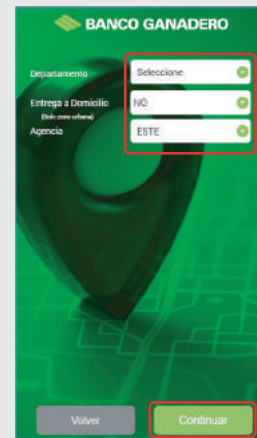 BANCO GANADERO
Departamento Seleccione
Entrega a Domicilio NO
(Solo zona urbana)
Agencia ESTE
Volver Continuar